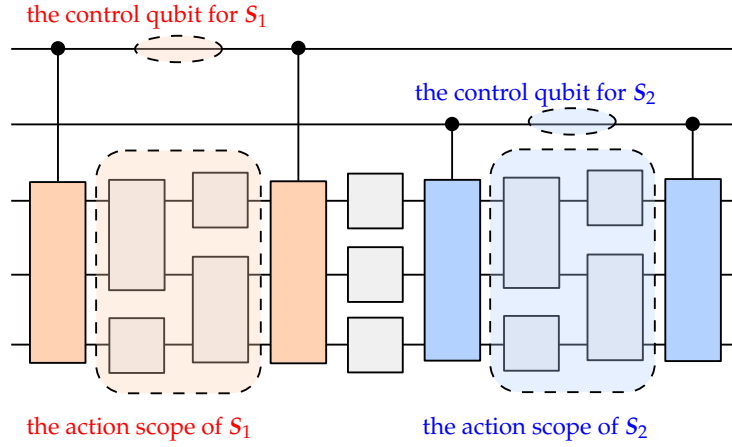 the control qubit for S₁
the control qubit for S₂
the action scope of S₁
the action scope of S₂